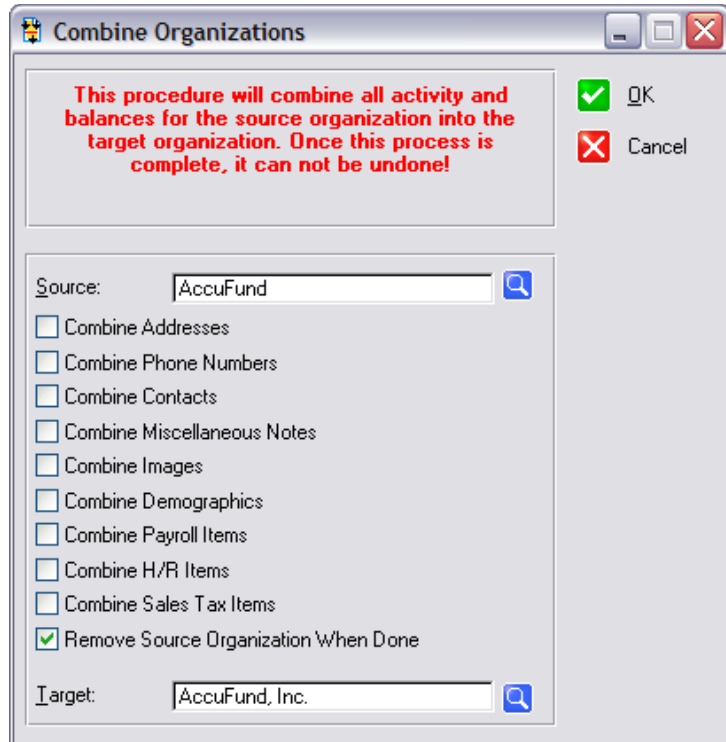 Combine Organizations
This procedure will combine all activity and
balances for the source organization into the
target organization. Once this process is
complete, it can not be undone!
OK
Cancel
Source: AccuFund
Combine Addresses
Combine Phone Numbers
Combine Contacts
Combine Miscellaneous Notes
Combine Images
Combine Demographics
Combine Payroll Items
Combine H/R Items
Combine Sales Tax Items
Remove Source Organization When Done
Target: AccuFund, Inc.